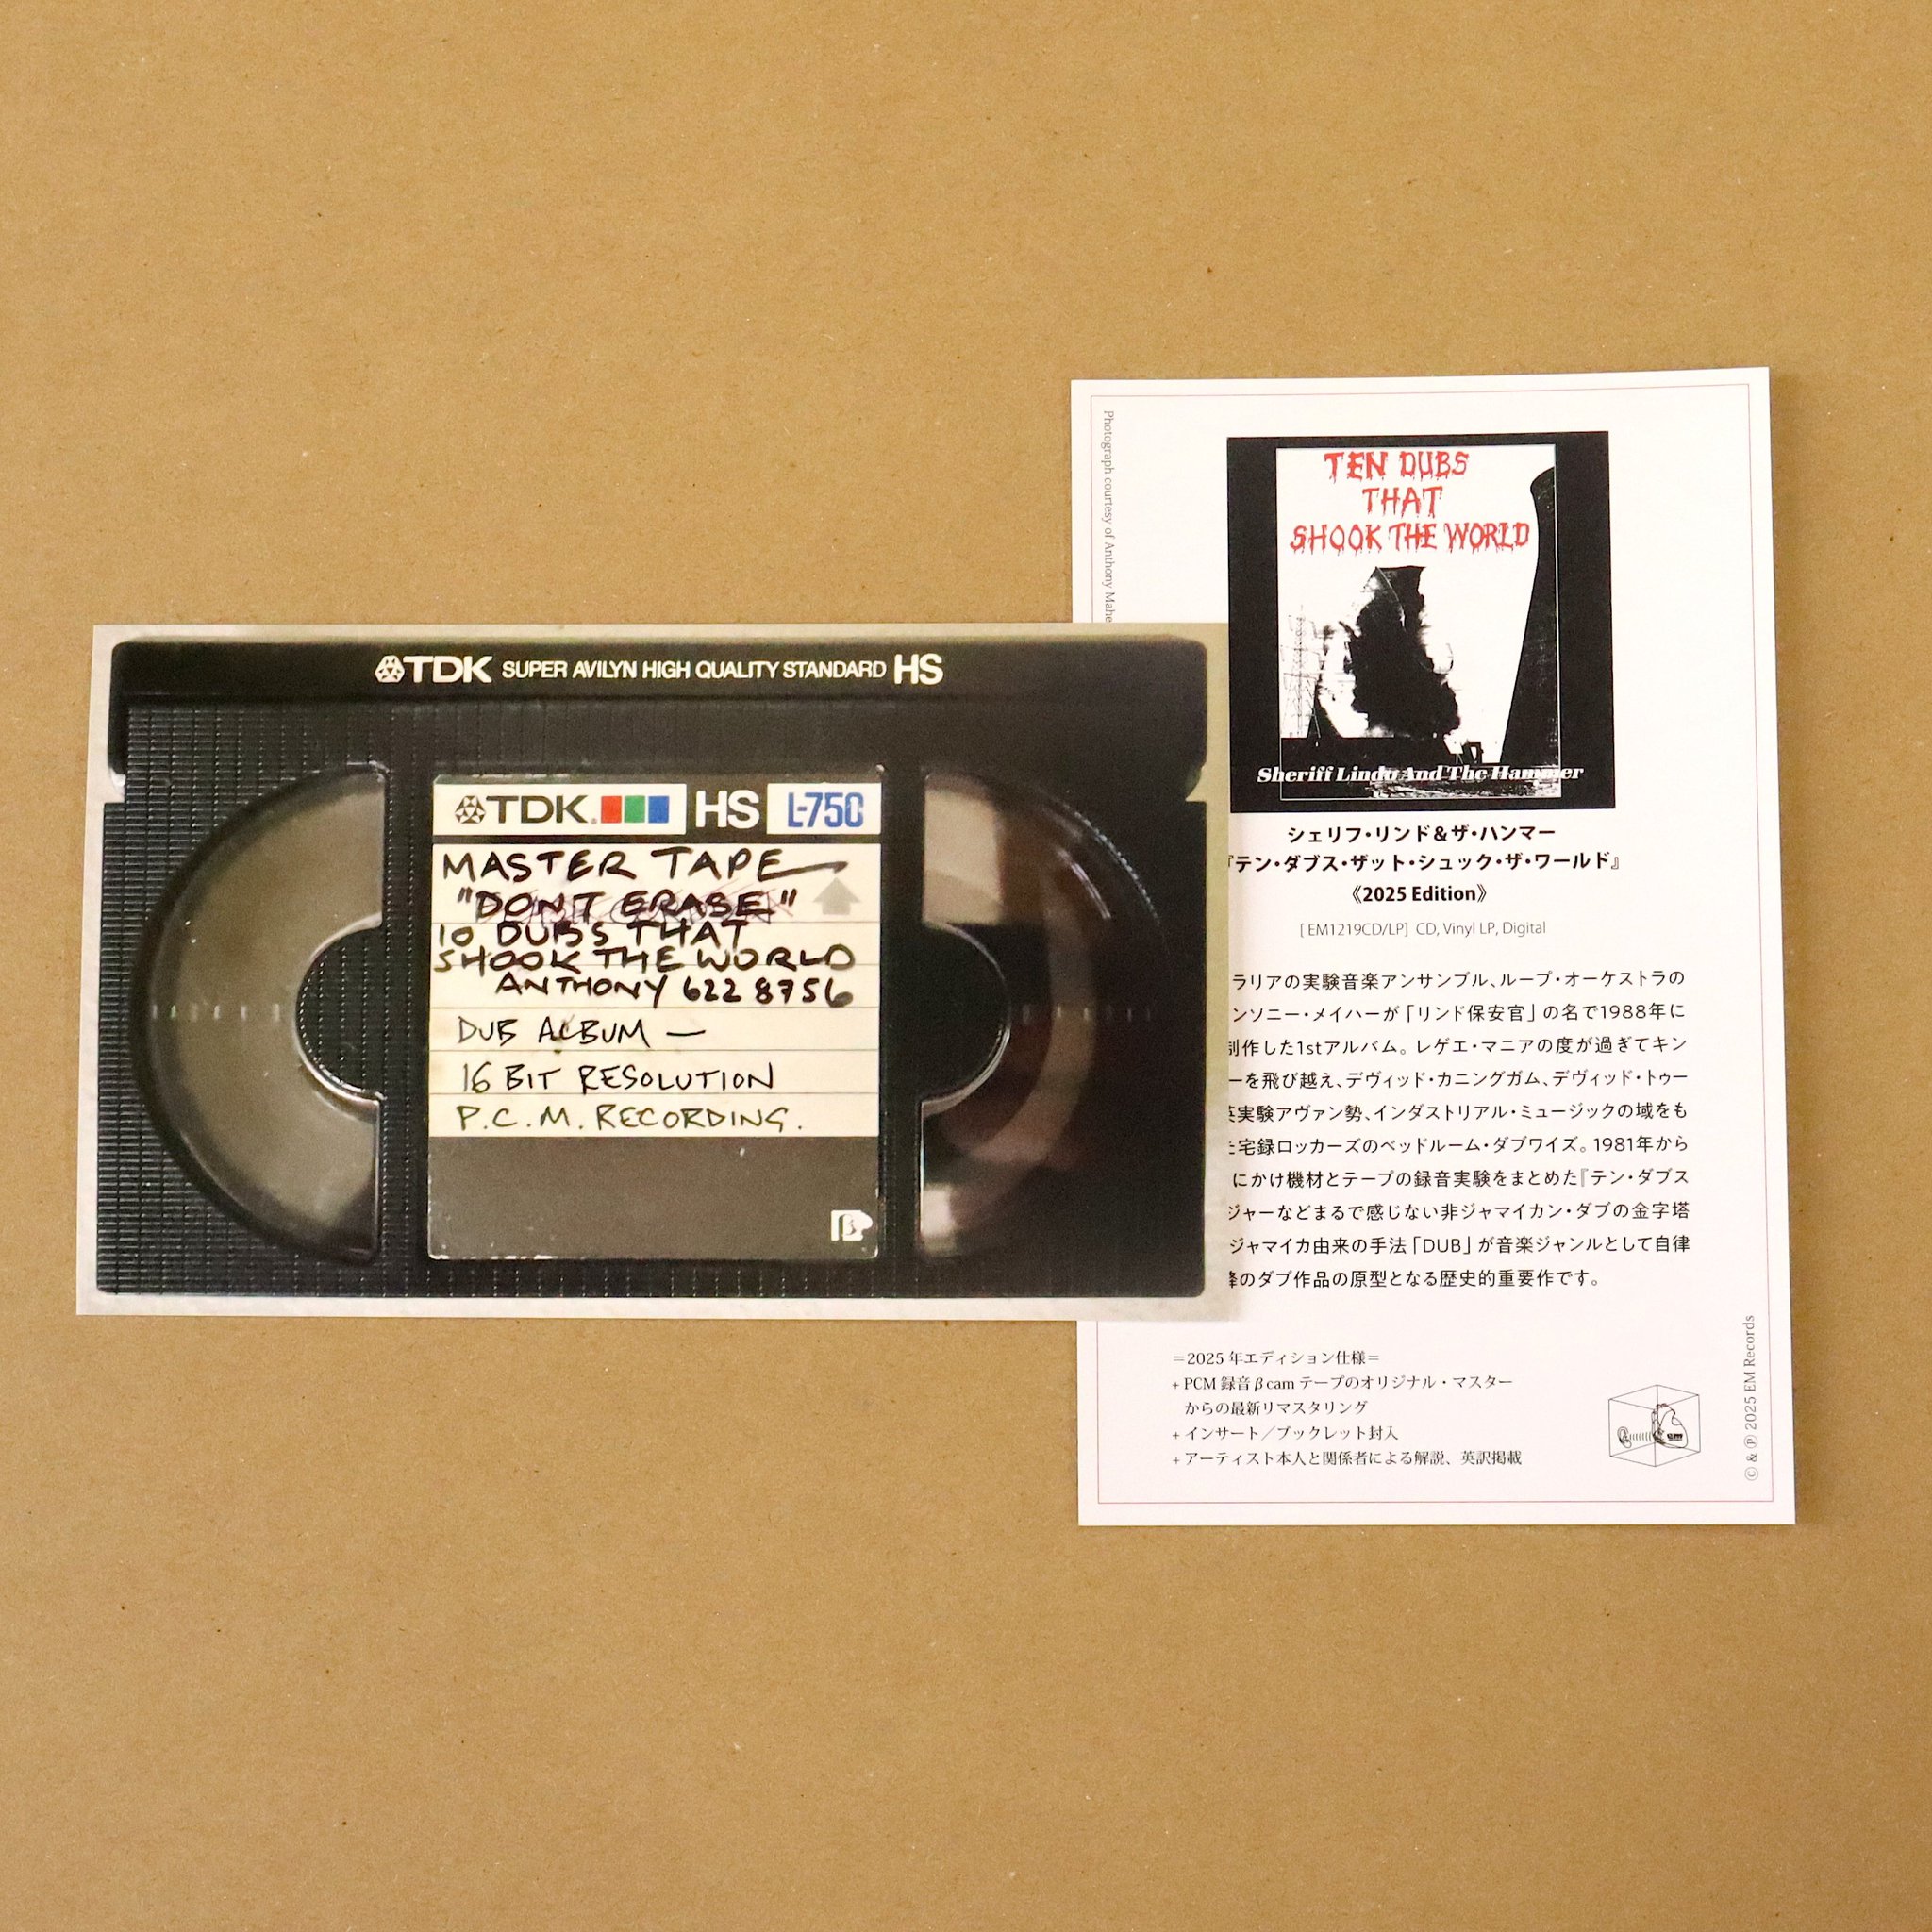 TDK SUPER AVILYN HIGH QUALITY STANDARD HS
TDK HS L-750
MASTER TAPE
"DON'T ERASE"
10 DUBS THAT
SHOOK THE WORLD
ANTHONY 622 8756
DUB ALBUM —
16 BIT RESOLUTION
P.C.M. RECORDING.
Photograph courtesy of Anthony
TEN DUBS
THAT
SHOOK THE WORLD
Sheriff Lindo And The Hammer
シェリフ・リンド&ザ・ハンマー
テン・ダブス・ザット・シュック・ザ・ワールド』
《2025 Edition》
[EM1219CD/LP] CD, Vinyl LP, Digital
ラリアの実験音楽アンサンブル、ループ・オーケストラの
ンソニー・メイハーが「リンド保安官」の名で1988年に
制作した1stアルバム。レゲエ・マニアの度が過ぎてキン
ーを飛び越え、デヴィッド・カニングガム、デヴィッド・トゥー
英実験アヴァン勢、インダストリアル・ミュージックの域をも
宅録ロッカーズのベッドルーム・ダブワイズ。1981年から
にかけ機材とテープの録音実験をまとめた『テン・ダブス
ジャーなどまるで感じない非ジャマイカン・ダブの金字塔
ジャマイカ由来の手法「DUB」が音楽ジャンルとして自律
のダブ作品の原型となる歴史的重要作です。
=2025 年エディション仕様=
+ PCM 録音 β cam テープのオリジナル・マスター
からの最新リマスタリング
+ インサート／ブックレット封入
+ アーティスト本人と関係者による解説、英訳掲載
© & ℗ 2025 EM Records